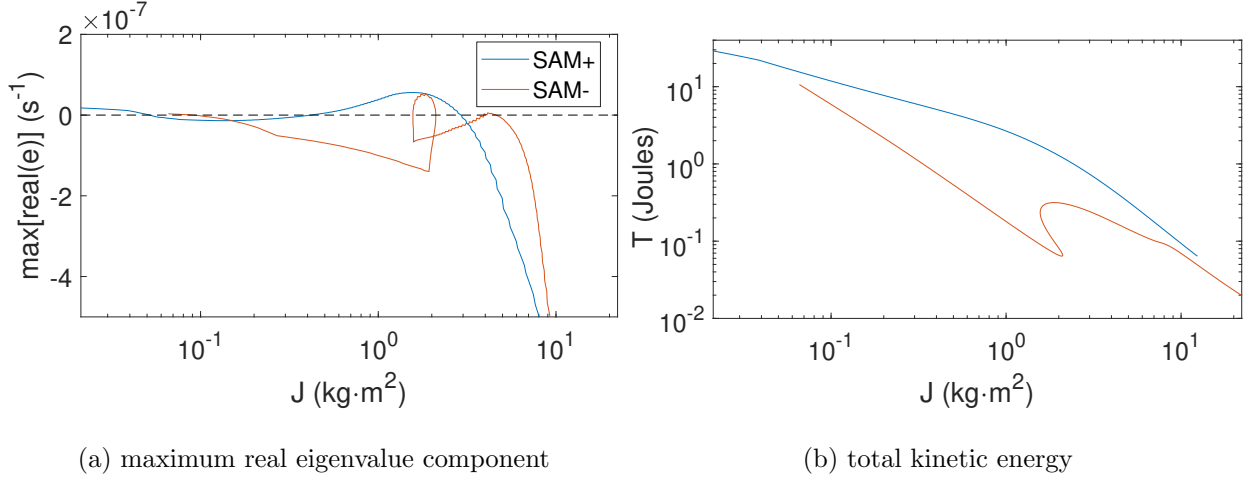 ×10⁻⁷
2
0
-2
-4
max[real(e)] (s⁻¹)
SAM+
SAM-
10⁻¹ 10⁰ 10¹
J (kg·m²)
(a) maximum real eigenvalue component
10¹
10⁰
10⁻¹
10⁻²
T (Joules)
10⁻¹ 10⁰ 10¹
J (kg·m²)
(b) total kinetic energy